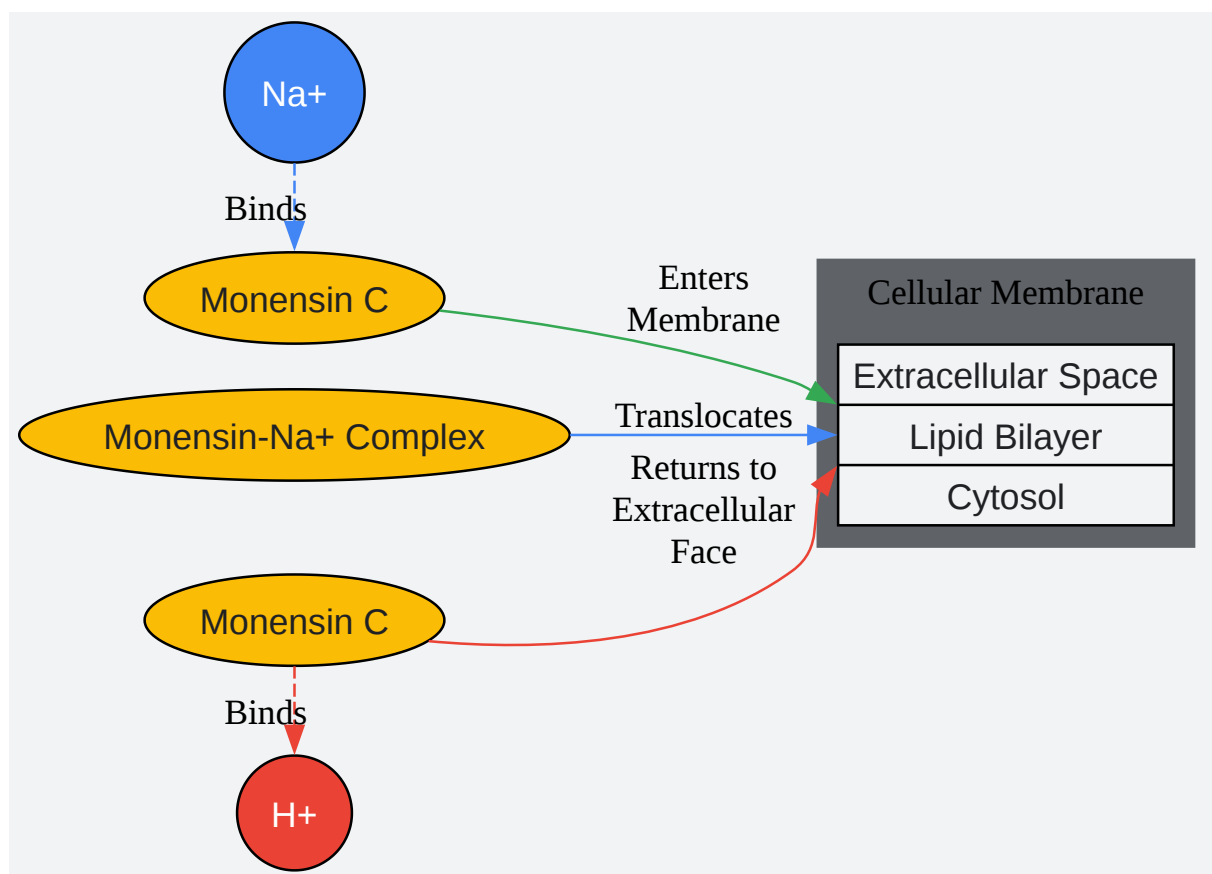 Na+
Binds
Monensin C
Enters
Membrane
Cellular Membrane
Extracellular Space
Lipid Bilayer
Cytosol
Monensin-Na+ Complex
Translocates
Returns to
Extracellular
Face
Monensin C
Binds
H+